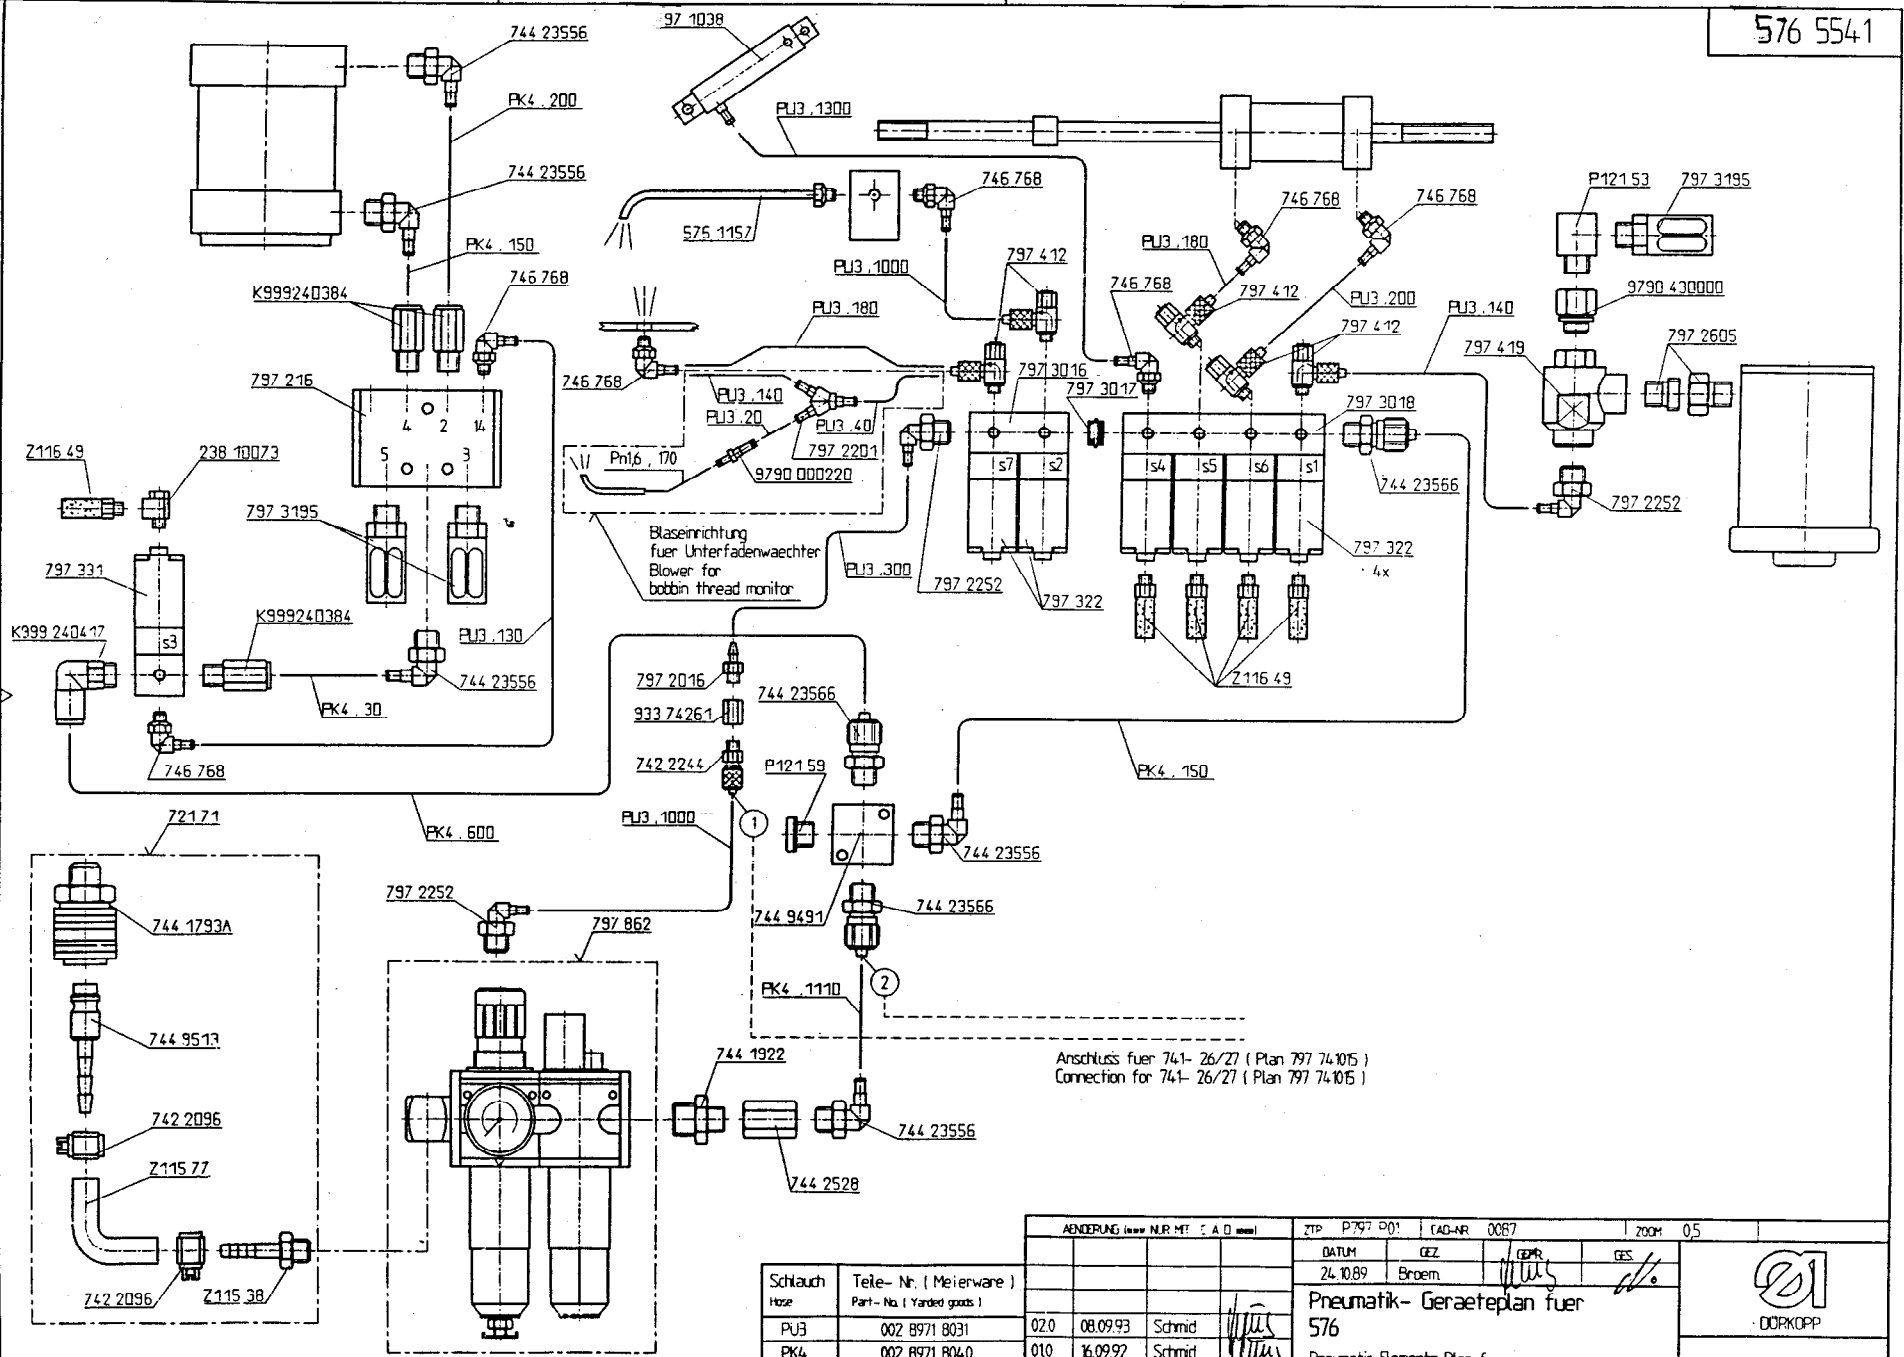 576 5541
744 23556
97 1038
PK4 . 200
PU3 . 1300
744 23556
746 768
P121 53
797 3195
746 768
746 768
575 1157
PK4 . 150
PU3 . 180
797 412
PU3 . 1000
746 768
746 768
K999240384
797 412
PU3 . 200
9790 430000
PU3 . 180
PU3 . 140
797 412
797 419
797 2605
797 216
746 768
797 3016
797 3017
PU3 . 140
4 2 14
PU3 . 20
PU3 . 40
797 3018
5 3
Z116 49
238 10073
Pn1,6 , 170
797 2201
9790 000220
s7 s2 s4 s5 s6 s1
744 23566
797 3195
797 2252
Blaseinrichtung
fuer Unterfadenwaechter
Blower for
bobbin thread monitor
797 331
PU3 . 300
797 2252
797 322
797 322
4x
K999 240417
K999240384
s3
PU3 . 130
744 23556
797 2016
744 23566
Z116 49
PK4 . 30
933 74261
746 768
742 2244
P121 59
PK4 . 150
721 71
PK4 . 600
PU3 . 1000
1
744 23556
797 2252
744 9491
744 23566
744 1793A
797 862
2
PK4 . 1110
744 9513
744 1922
Anschluss fuer 741- 26/27 ( Plan 797 741015 )
Connection for 741- 26/27 ( Plan 797 741015 )
742 2096
744 23556
Z115 77
744 2528
742 2096
Z115 38
AENDERUNG NUR MIT C A D
ZTP P797 P01 CAD-NR 0087 ZOOM 0,5
DATUM GEZ. GEPR. GES.
24.10.89 Broem.
Schlauch Teile- Nr. ( Meierware )
Hose Part- No. ( Yarded goods )
Pneumatik- Geraeteplan fuer
576
DÜRKOPP
PU3 002 8971 8031
02.0 08.09.93 Schmid
PK4 002 8971 8040
01.0 16.09.92 Schmid